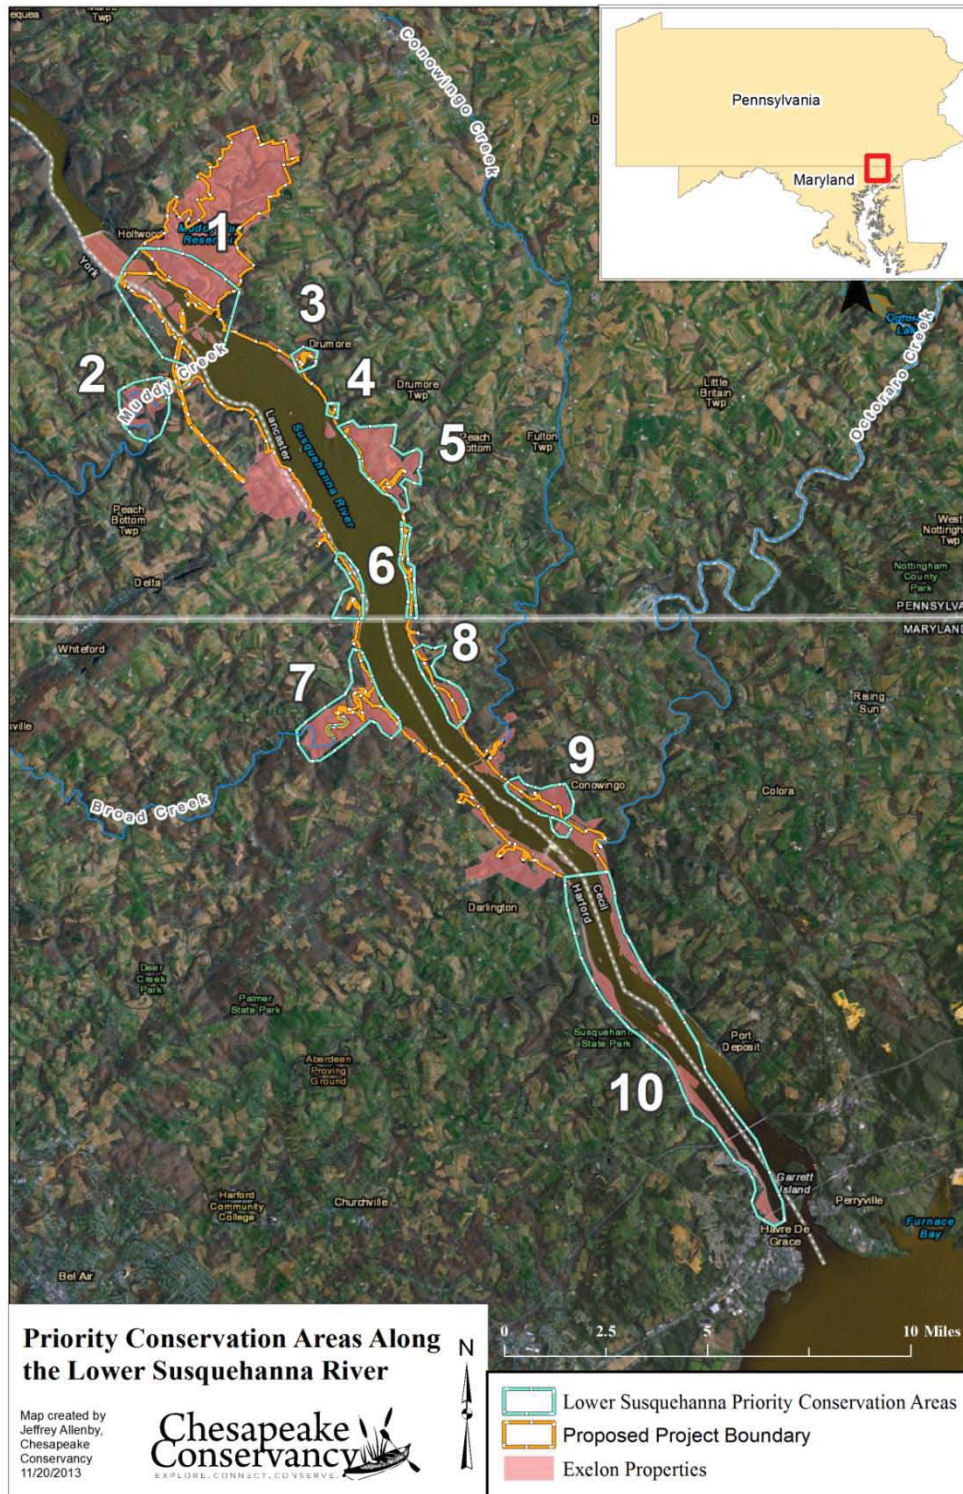 equea
Twp
Conowingo Creek
Pennsylvania
Maryland
Holtwood
1
York
3
Drumore
2
Muddy Creek
4
Drumore
Twp
Little
Britain
Twp
Octoraro Creek
Lancaster
Susquehanna River
5
Peach
Bottom
Fulton
Twp
Peach
Bottom
Twp
West
Nottingham
Twp
Nottingham
County
Park
6
Delta
PENNSYLVA
MARYLAND
Whiteford
8
7
Rising
Sun
9
Conowingo
Colora
Broad Creek
Darlington
Harford
Cecil
Deer
Creek
Park
Palmer
State Park
Susquehann
State Park
Port
Deposit
Aberdeen
Proving
Ground
10
Garrett
Island
Perryville
Harford
Community
College
Churchville
Havre De
Grace
Furnace
Bay
Bel Air
Priority Conservation Areas Along
the Lower Susquehanna River
N
0 2.5 5 10 Miles
Map created by
Jeffrey Allenby,
Chesapeake
Conservancy
11/20/2013
Chesapeake
Conservancy
EXPLORE.CONNECT.CONSERVE.
Lower Susquehanna Priority Conservation Areas
Proposed Project Boundary
Exelon Properties